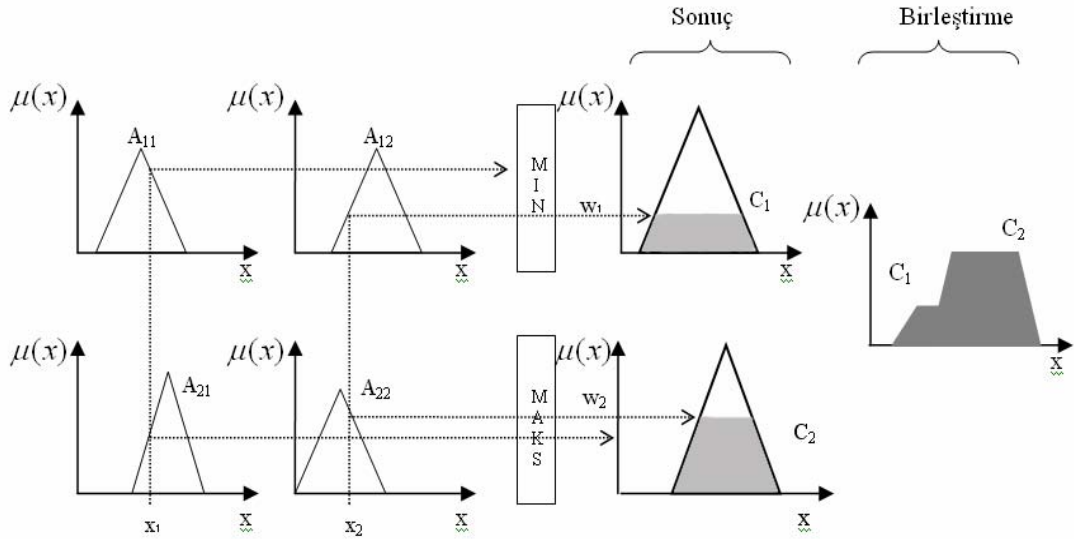 Sonuç
Birleştirme
μ(x)
μ(x)
μ(x)
A11
A12
M
I
N
w1
C1
x
x
x
μ(x)
C1
C2
x
μ(x)
μ(x)
μ(x)
A21
A22
M
A
K
S
w2
C2
x
x
x
x1
x2